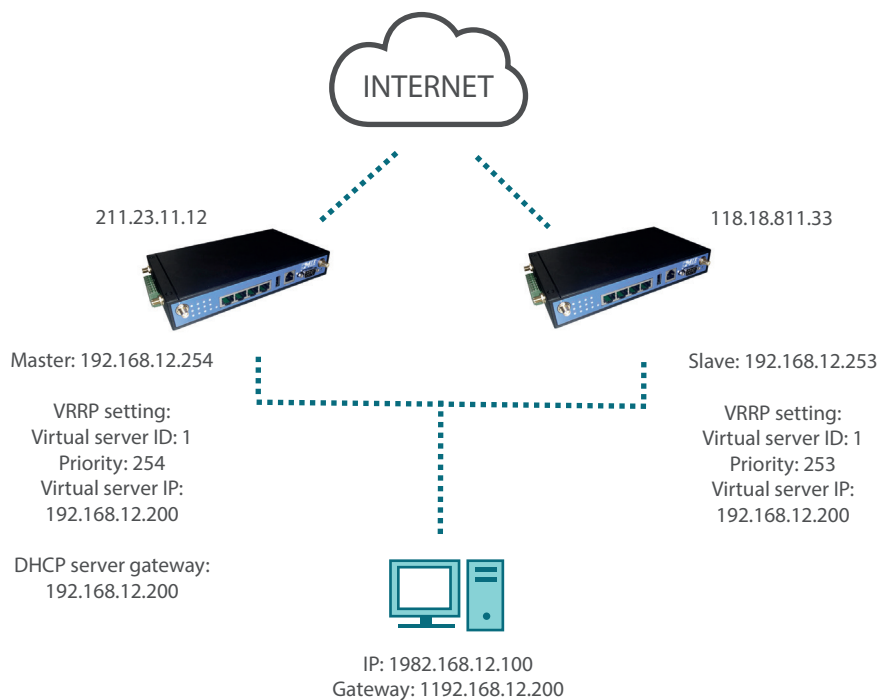 INTERNET
211.23.11.12
118.18.811.33
Master: 192.168.12.254
VRRP setting:
Virtual server ID: 1
Priority: 254
Virtual server IP:
192.168.12.200
DHCP server gateway:
192.168.12.200
Slave: 192.168.12.253
VRRP setting:
Virtual server ID: 1
Priority: 253
Virtual server IP:
192.168.12.200
IP: 1982.168.12.100
Gateway: 1192.168.12.200